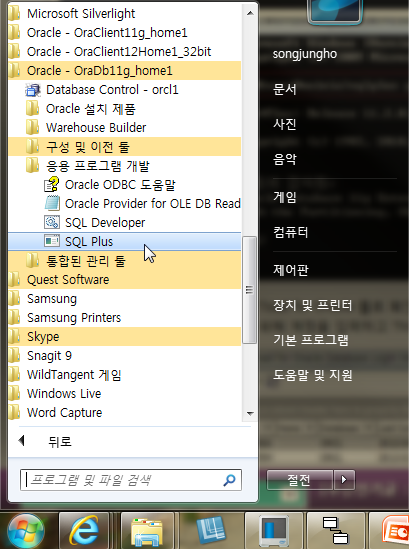 Microsoft Silverlight
Oracle - OraClient11g_home1
Oracle - OraClient12Home1_32bit
Oracle - OraDb11g_home1
Database Control - orcl1
Oracle 설치 제품
Warehouse Builder
구성 및 이전 툴
응용 프로그램 개발
Oracle ODBC 도움말
Oracle Provider for OLE DB Read
SQL Developer
SQL Plus
통합된 관리 툴
Quest Software
Samsung
Samsung Printers
Skype
Snagit 9
WildTangent 게임
Windows Live
Word Capture
뒤로
프로그램 및 파일 검색
songjungho
문서
사진
음악
게임
컴퓨터
제어판
장치 및 프린터
기본 프로그램
도움말 및 지원
절전